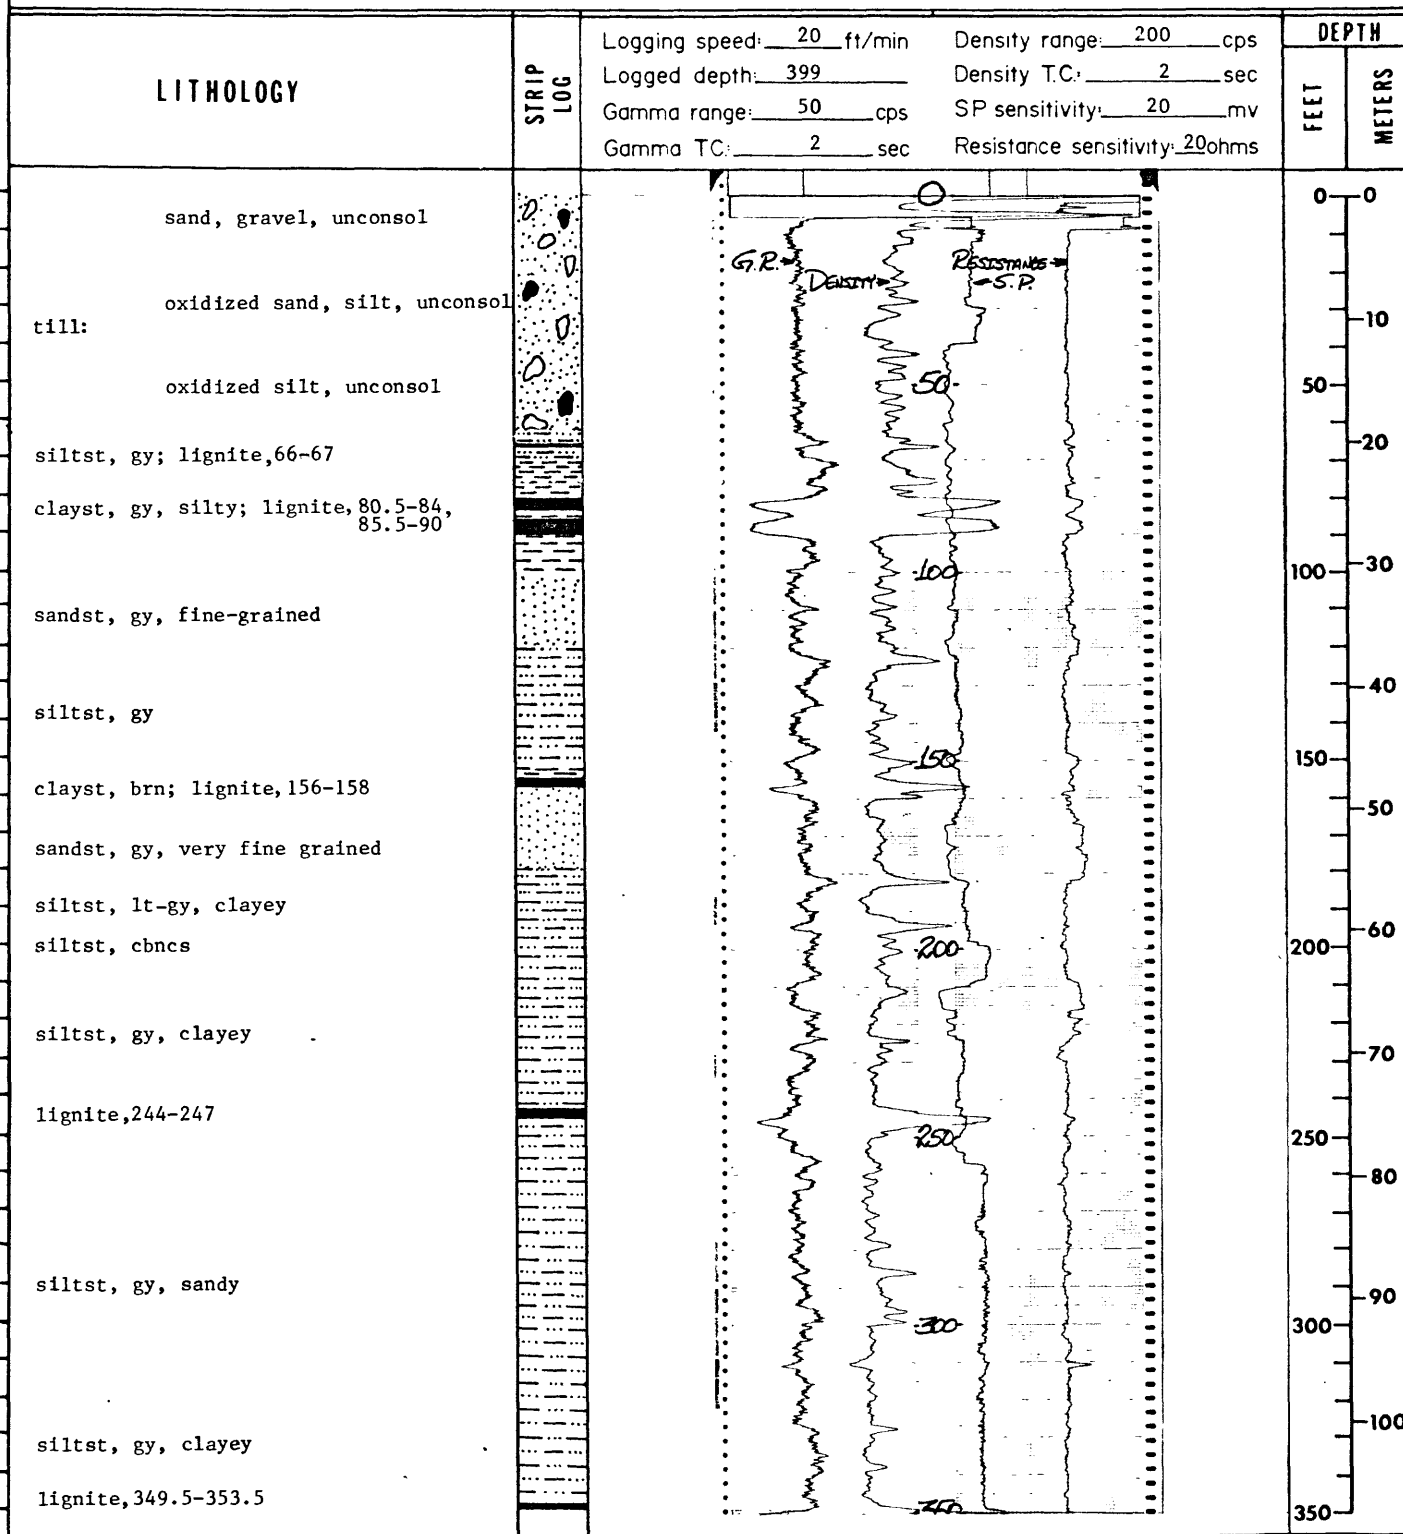 LITHOLOGY
STRIP LOG
Logging speed: 20 ft/min
Density range: 200 cps
Logged depth: 399
Density T.C.: 2 sec
Gamma range: 50 cps
SP sensitivity: 20 mv
Gamma TC: 2 sec
Resistance sensitivity: 20 ohms
DEPTH
FEET
METERS
sand, gravel, unconsol
oxidized sand, silt, unconsol
till:
oxidized silt, unconsol
siltst, gy; lignite, 66-67
clayst, gy, silty; lignite, 80.5-84,
85.5-90
sandst, gy, fine-grained
siltst, gy
clayst, brn; lignite, 156-158
sandst, gy, very fine grained
siltst, lt-gy, clayey
siltst, cbncs
siltst, gy, clayey
lignite, 244-247
siltst, gy, sandy
siltst, gy, clayey
lignite, 349.5-353.5
0
G.R.
DENSITY
RESISTANCE
S.P.
50
100
150
200
250
300
350
0
50
100
150
200
250
300
350
0
10
20
30
40
50
60
70
80
90
100